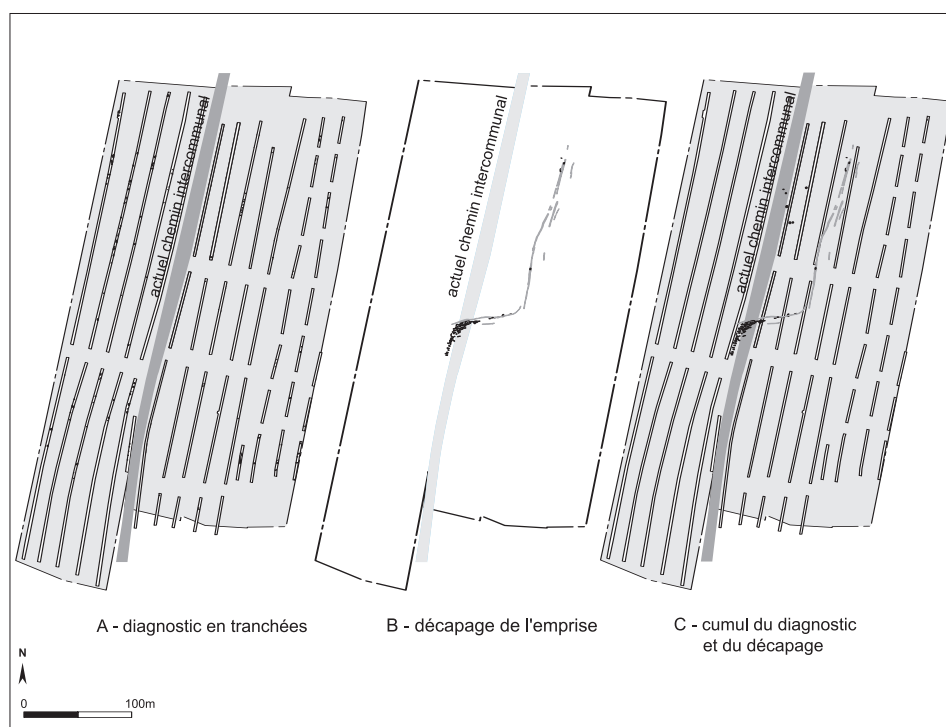 actuel chemin intercommunal
actuel chemin intercommunal
actuel chemin intercommunal
A - diagnostic en tranchées
B - décapage de l'emprise
C - cumul du diagnostic
et du décapage
N
0 100m